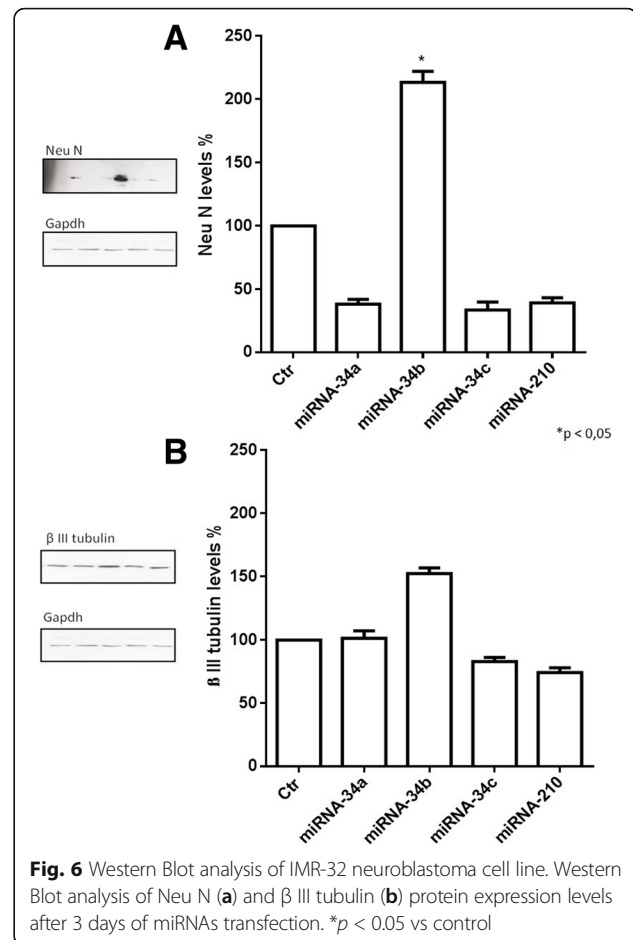 A
Neu N
Gapdh
Neu N levels %
250
200
150
100
50
0
*
Ctr
miRNA-34a
miRNA-34b
miRNA-34c
miRNA-210
*p < 0,05
B
β III tubulin
Gapdh
β III tubulin levels %
250
200
150
100
50
0
Ctr
miRNA-34a
miRNA-34b
miRNA-34c
miRNA-210
Fig. 6 Western Blot analysis of IMR-32 neuroblastoma cell line. Western
Blot analysis of Neu N (a) and β III tubulin (b) protein expression levels
after 3 days of miRNAs transfection. *p < 0.05 vs control